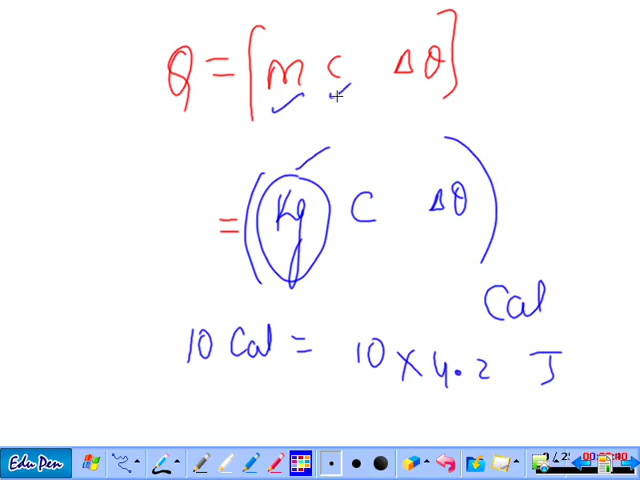 Q = [m c Δθ]
= (Kg C Δθ)
Cal
10 Cal = 10 × 4.2 J
Edu Pen